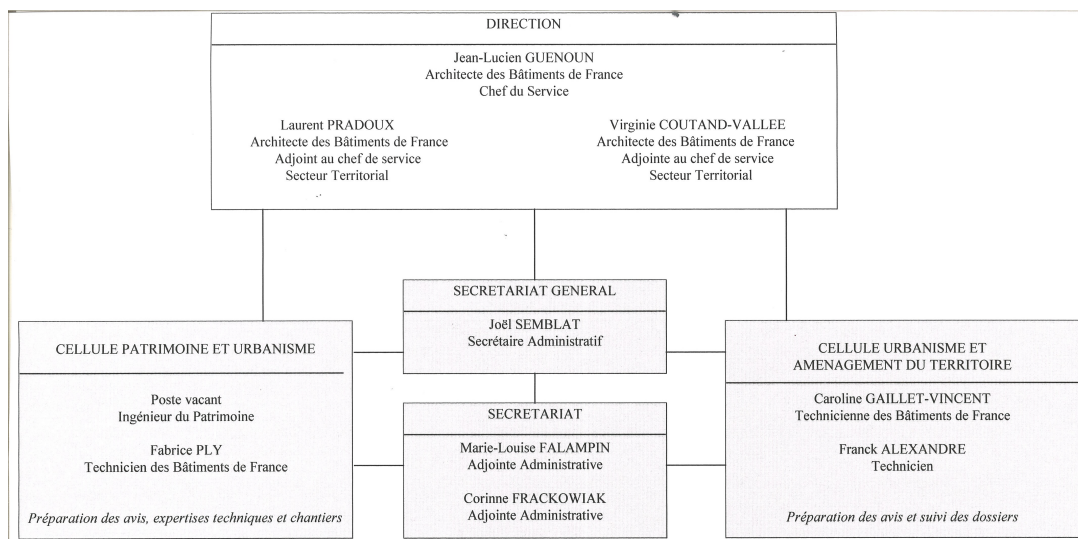 DIRECTION
Jean-Lucien GUENOUN
Architecte des Bâtiments de France
Chef du Service
Laurent PRADOUX
Architecte des Bâtiments de France
Adjoint au chef de service
Secteur Territorial
Virginie COUTAND-VALLEE
Architecte des Bâtiments de France
Adjointe au chef de service
Secteur Territorial
SECRETARIAT GENERAL
Joël SEMBLAT
Secrétaire Administratif
CELLULE PATRIMOINE ET URBANISME
Poste vacant
Ingénieur du Patrimoine
Fabrice PLY
Technicien des Bâtiments de France
Préparation des avis, expertises techniques et chantiers
SECRETARIAT
Marie-Louise FALAMPIN
Adjointe Administrative
Corinne FRACKOWIAK
Adjointe Administrative
CELLULE URBANISME ET
AMENAGEMENT DU TERRITOIRE
Caroline GAILLET-VINCENT
Technicienne des Bâtiments de France
Franck ALEXANDRE
Technicien
Préparation des avis et suivi des dossiers